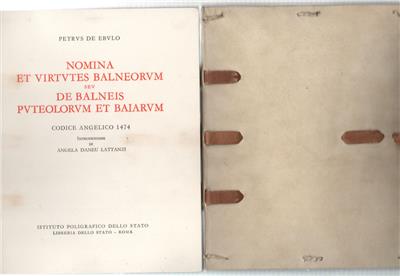 PETRVS DE EBVLO
NOMINA
ET VIRTVTES BALNEORVM
SEV
DE BALNEIS
PVTEOLORVM ET BAIARVM
CODICE ANGELICO 1474
INTRODUZIONE
DI
ANGELA DANEU LATTANZI
ISTITUTO POLIGRAFICO DELLO STATO
LIBRERIA DELLO STATO - ROMA